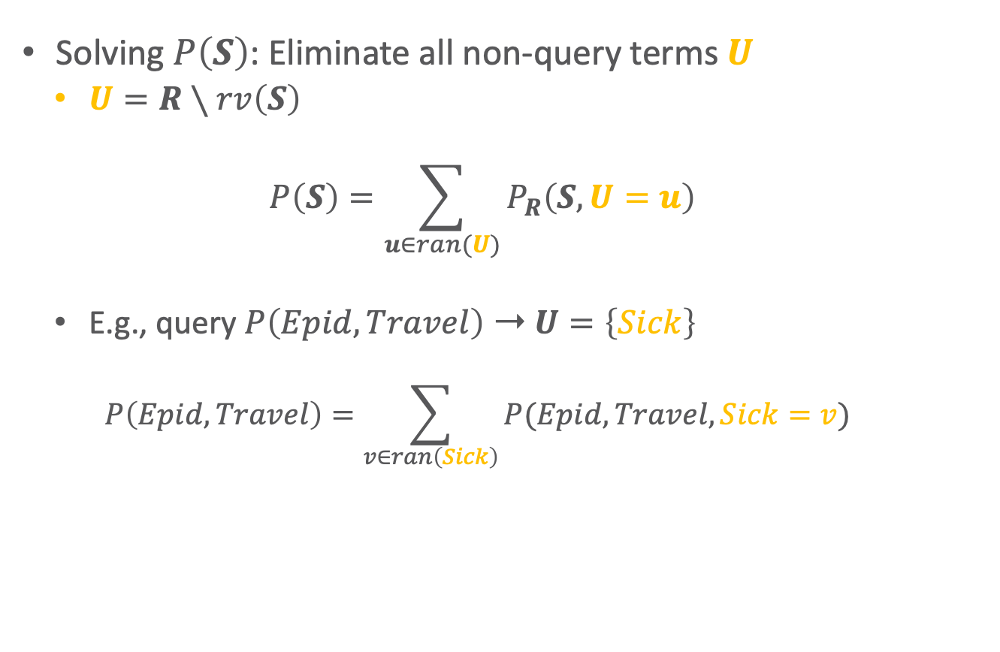 • Solving P(S): Eliminate all non-query terms U
• U = R \ rv(S)
P(S) = ∑ u∈ran(U) P_R(S, U = u)
• E.g., query P(Epid, Travel) → U = {Sick}
P(Epid, Travel) = ∑ v∈ran(Sick) P(Epid, Travel, Sick = v)